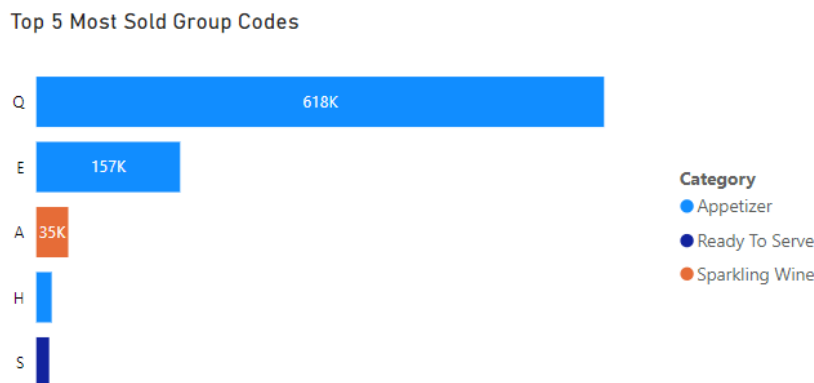 Top 5 Most Sold Group Codes
Q
618K
E
157K
A
35K
H
S
Category
Appetizer
Ready To Serve
Sparkling Wine